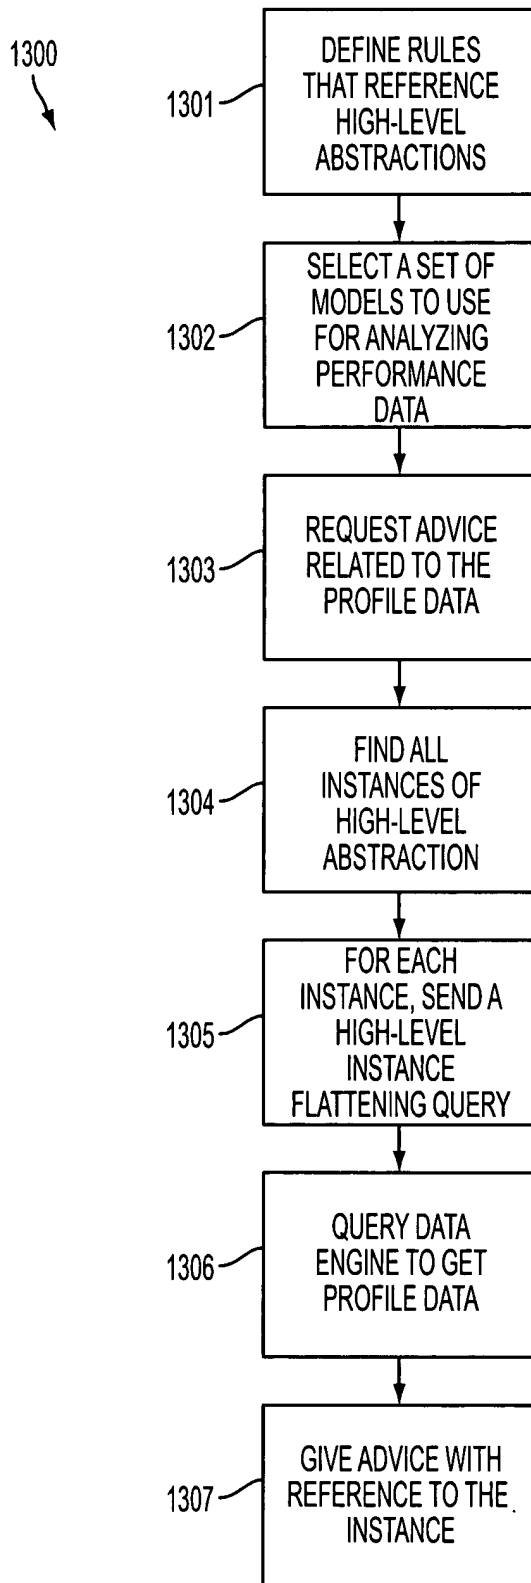 1300
1301
DEFINE RULES
THAT REFERENCE
HIGH-LEVEL
ABSTRACTIONS
1302
SELECT A SET OF
MODELS TO USE
FOR ANALYZING
PERFORMANCE
DATA
1303
REQUEST ADVICE
RELATED TO THE
PROFILE DATA
1304
FIND ALL
INSTANCES OF
HIGH-LEVEL
ABSTRACTION
1305
FOR EACH
INSTANCE, SEND A
HIGH-LEVEL
INSTANCE
FLATTENING QUERY
1306
QUERY DATA
ENGINE TO GET
PROFILE DATA
1307
GIVE ADVICE WITH
REFERENCE TO THE
INSTANCE